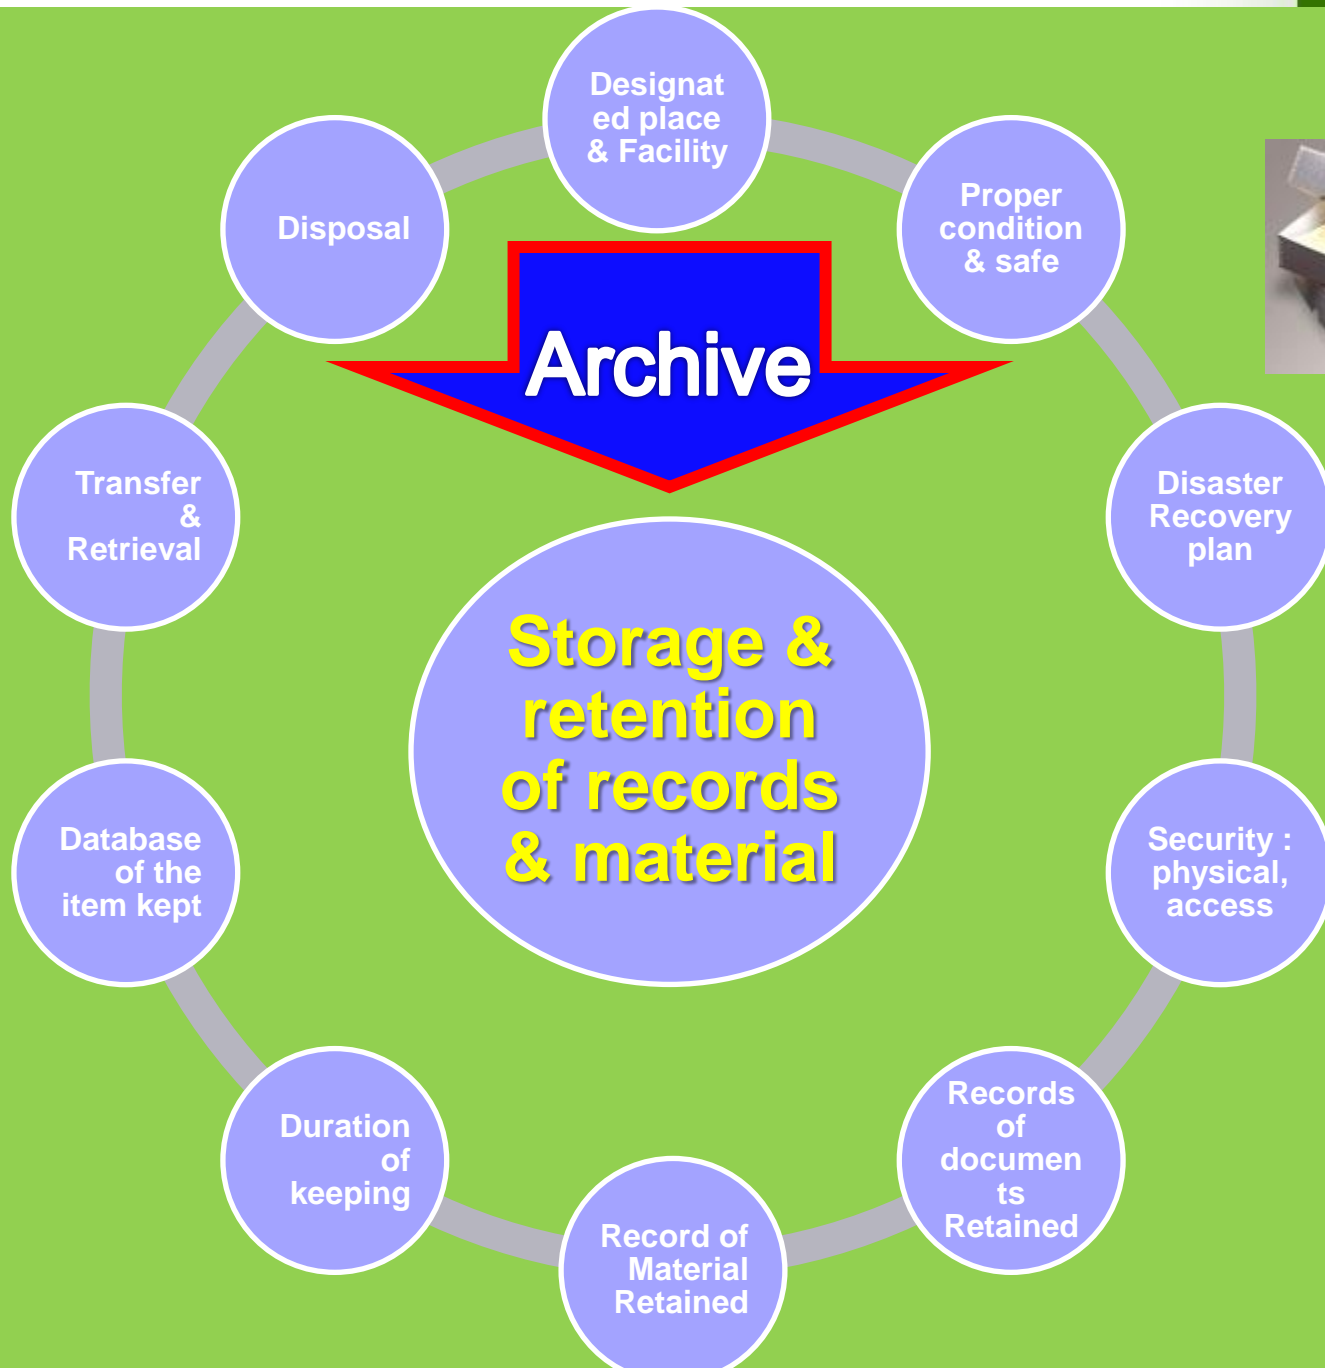 Designat
ed place
& Facility
Proper
condition
& safe
Disaster
Recovery
plan
Security :
physical,
access
Records
of
documen
ts
Retained
Record of
Material
Retained
Duration
of
keeping
Database
of the
item kept
Transfer
&
Retrieval
Disposal
Archive
Storage &
retention
of records
& material